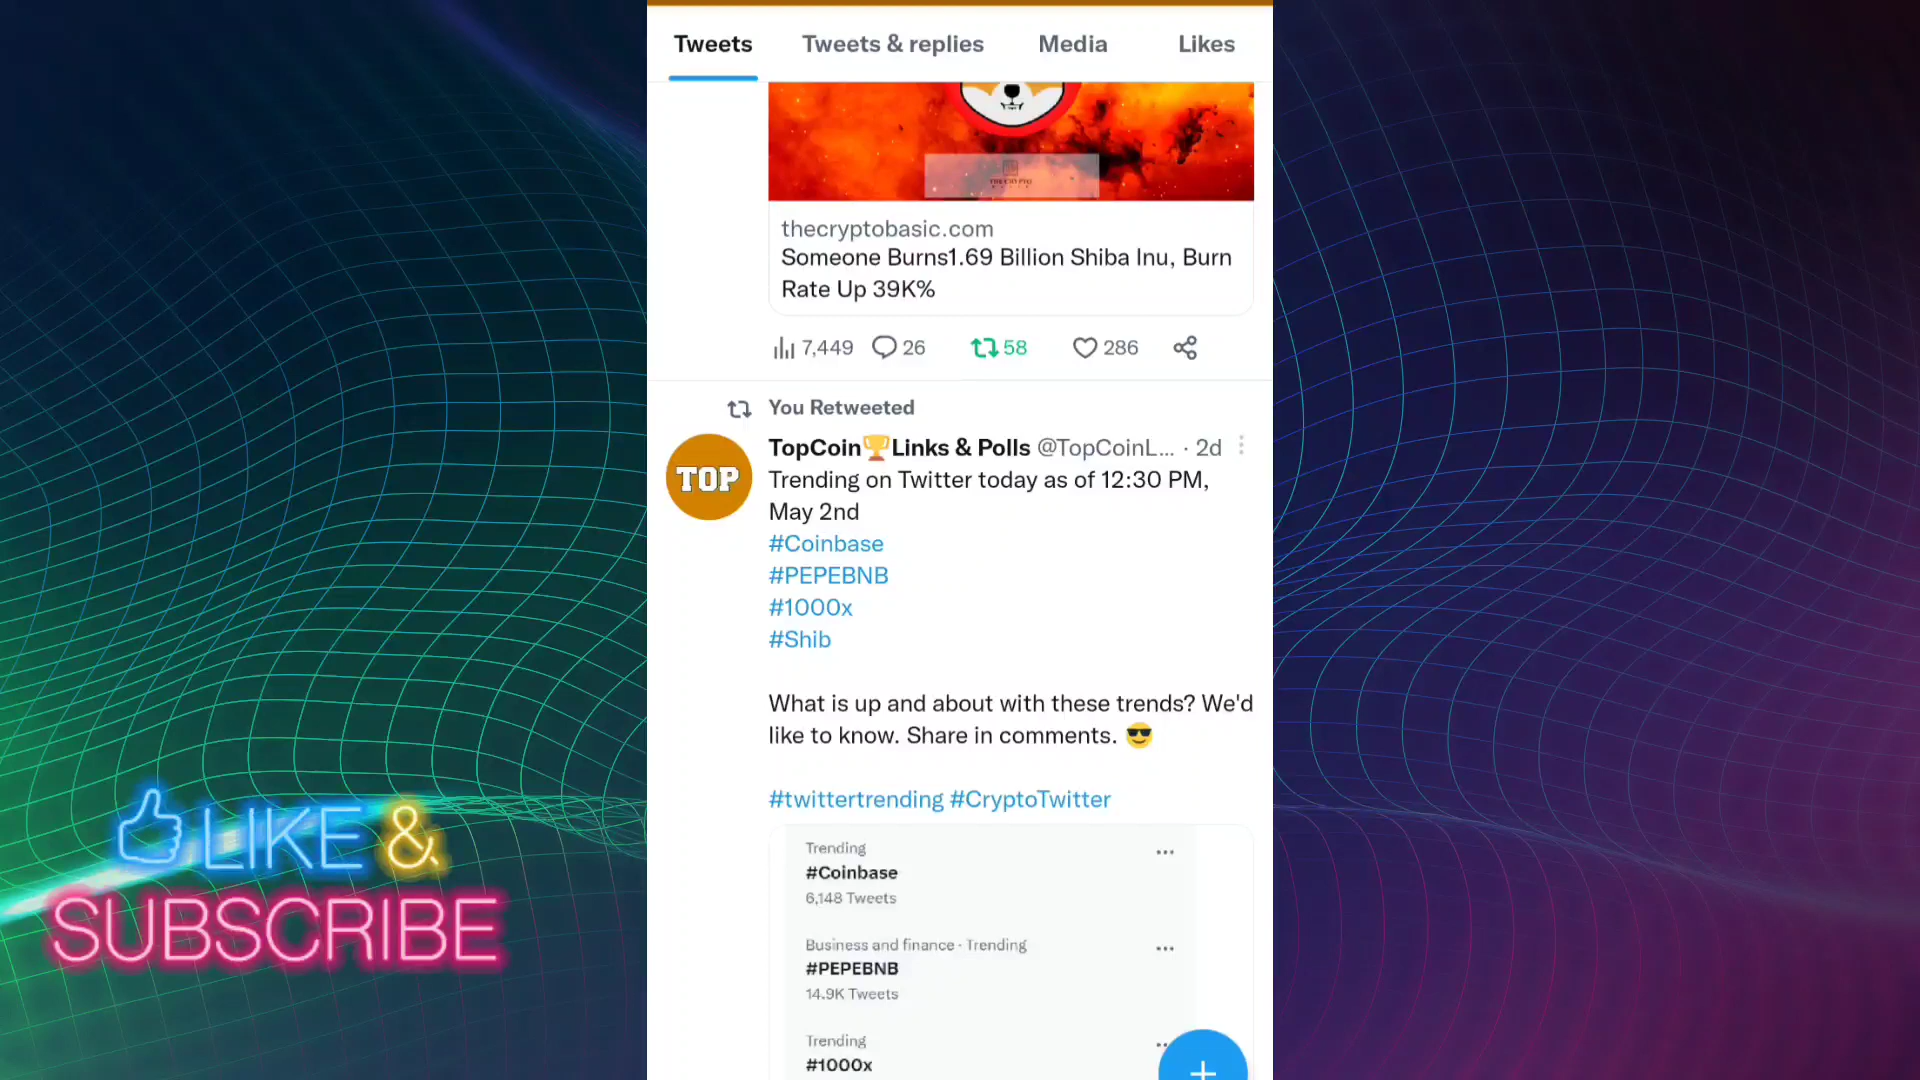 Tweets Tweets & replies Media Likes
thecryptobasic.com
Someone Burns1.69 Billion Shiba Inu, Burn
Rate Up 39K%
7,449 26 58 286
You Retweeted
TopCoin🏆Links & Polls @TopCoinL... · 2d
TOP
Trending on Twitter today as of 12:30 PM,
May 2nd
#Coinbase
#PEPEBNB
#1000x
#Shib
What is up and about with these trends? We'd
like to know. Share in comments. 😎
#twittertrending #CryptoTwitter
Trending
#Coinbase
6,148 Tweets
Business and finance · Trending
#PEPEBNB
14.9K Tweets
Trending
#1000x
LIKE &
SUBSCRIBE